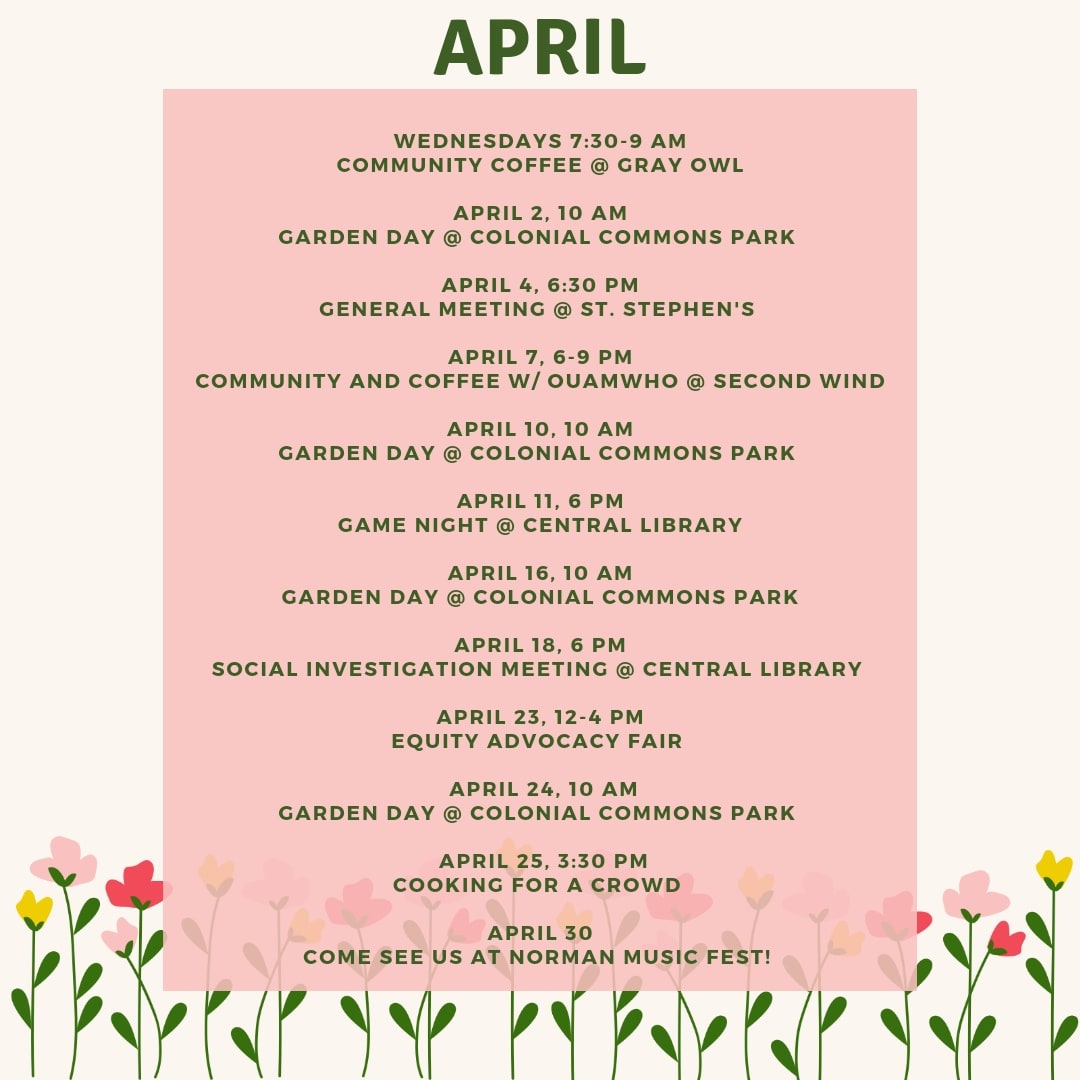 APRIL
WEDNESDAYS 7:30-9 AM
COMMUNITY COFFEE @ GRAY OWL
APRIL 2, 10 AM
GARDEN DAY @ COLONIAL COMMONS PARK
APRIL 4, 6:30 PM
GENERAL MEETING @ ST. STEPHEN'S
APRIL 7, 6-9 PM
COMMUNITY AND COFFEE W/ OUAMWHO @ SECOND WIND
APRIL 10, 10 AM
GARDEN DAY @ COLONIAL COMMONS PARK
APRIL 11, 6 PM
GAME NIGHT @ CENTRAL LIBRARY
APRIL 16, 10 AM
GARDEN DAY @ COLONIAL COMMONS PARK
APRIL 18, 6 PM
SOCIAL INVESTIGATION MEETING @ CENTRAL LIBRARY
APRIL 23, 12-4 PM
EQUITY ADVOCACY FAIR
APRIL 24, 10 AM
GARDEN DAY @ COLONIAL COMMONS PARK
APRIL 25, 3:30 PM
COOKING FOR A CROWD
APRIL 30
COME SEE US AT NORMAN MUSIC FEST!